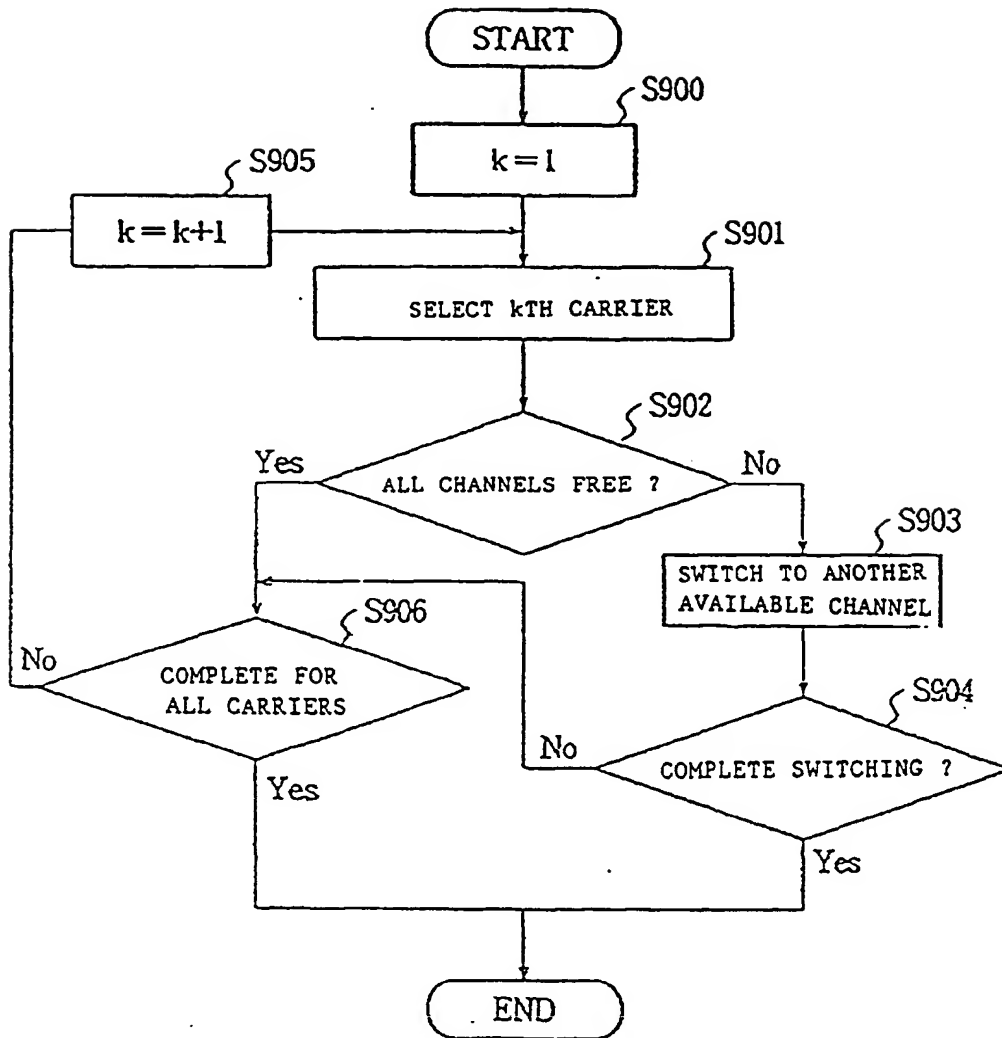 START
S900
k=1
S905
k=k+1
S901
SELECT kTH CARRIER
S902
Yes
ALL CHANNELS FREE ?
No
S903
SWITCH TO ANOTHER
AVAILABLE CHANNEL
S906
No
COMPLETE FOR
ALL CARRIERS
S904
No
COMPLETE SWITCHING ?
Yes
Yes
END